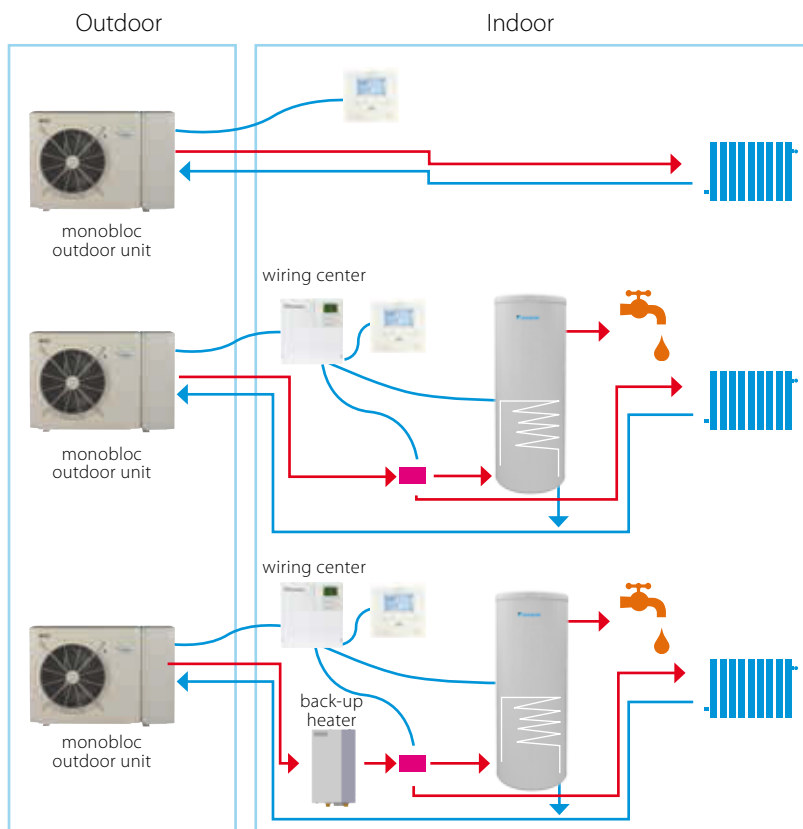 Outdoor
Indoor
monobloc
outdoor unit
wiring center
monobloc
outdoor unit
wiring center
back-up
heater
monobloc
outdoor unit